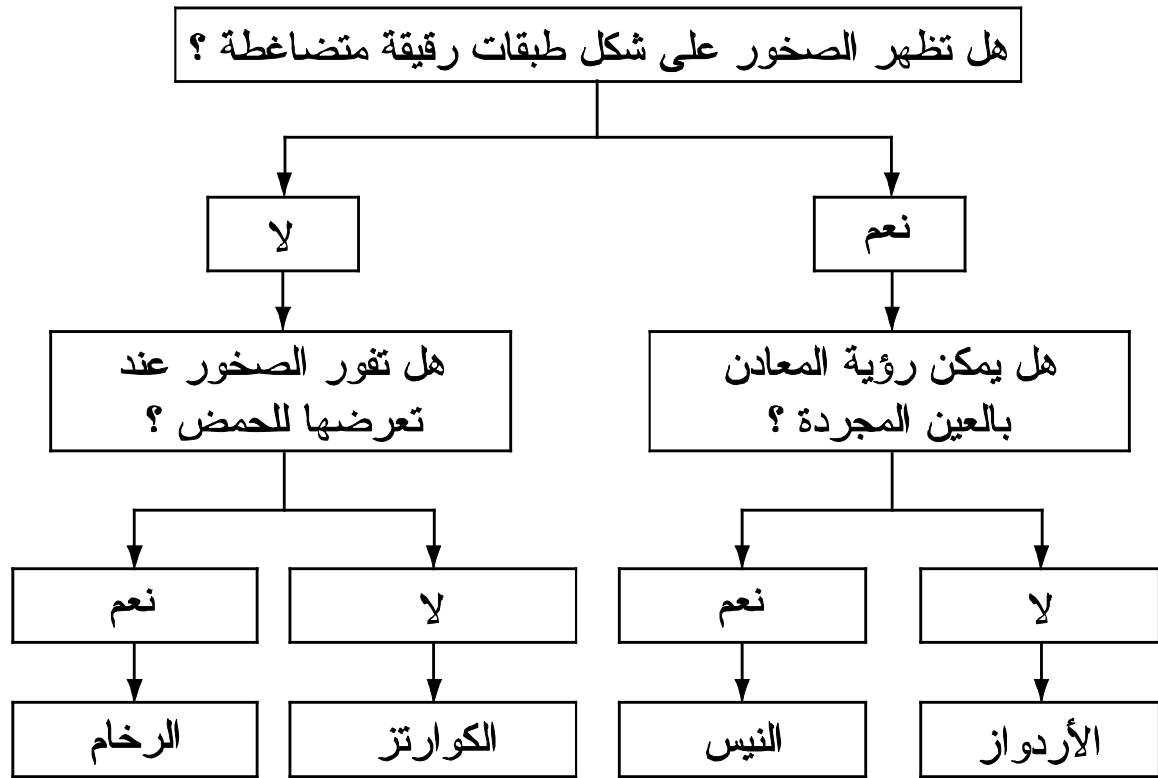 هل تظهر الصخور على شكل طبقات رقيقة متضاغطة ؟
نعم
لا
هل يمكن رؤية المعادن
بالعين المجردة ؟
هل تفور الصخور عند
تعرضها للحمض ؟
لا
نعم
لا
نعم
الأردواز
النيس
الكوارتز
الرخام